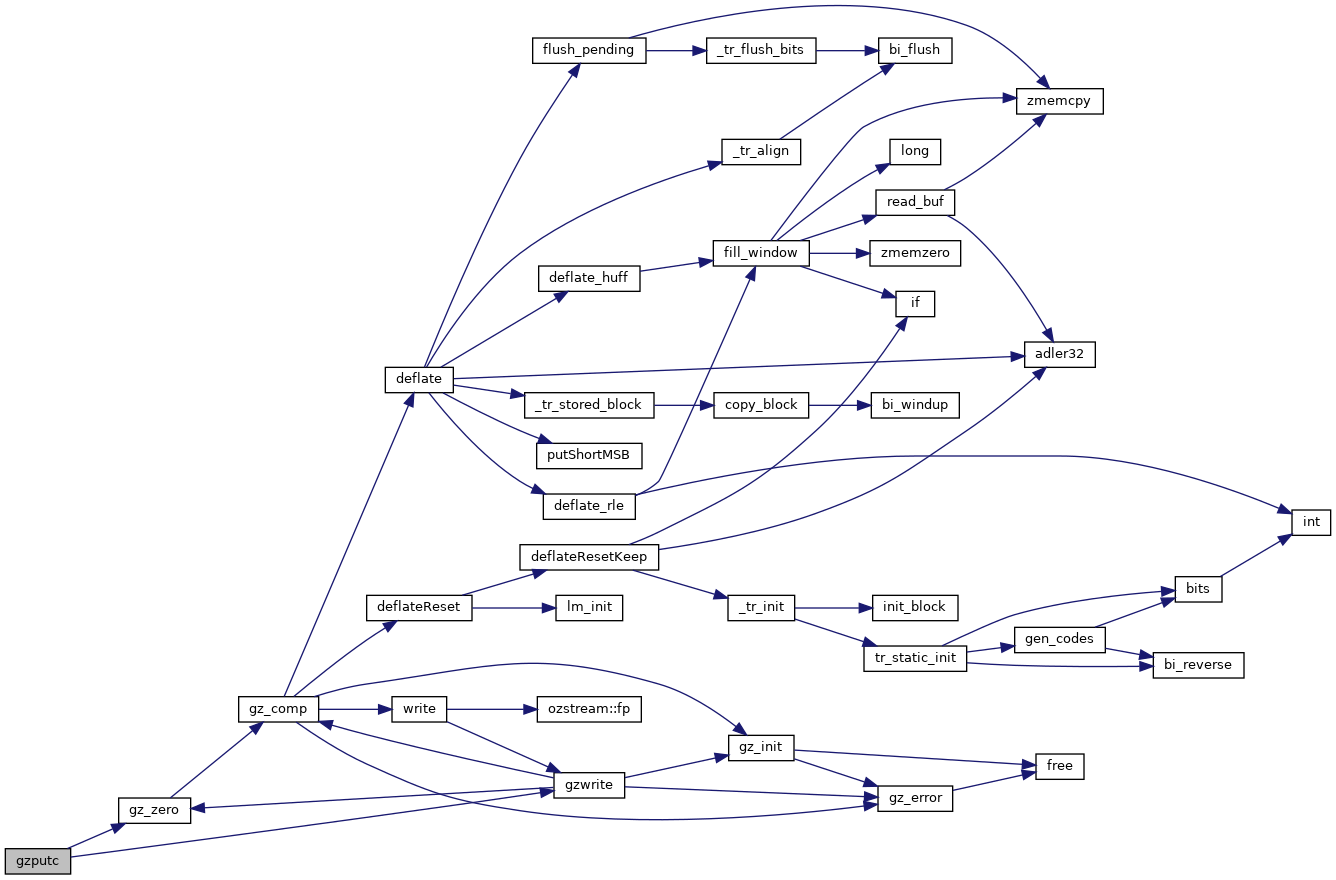 flush_pending
_tr_flush_bits
bi_flush
zmemcpy
_tr_align
long
read_buf
fill_window
zmemzero
deflate_huff
if
adler32
deflate
_tr_stored_block
copy_block
bi_windup
putShortMSB
deflate_rle
int
deflateResetKeep
bits
deflateReset
lm_init
_tr_init
init_block
gen_codes
tr_static_init
bi_reverse
gz_comp
write
ozstream::fp
gz_init
free
gzwrite
gz_error
gz_zero
gzputc